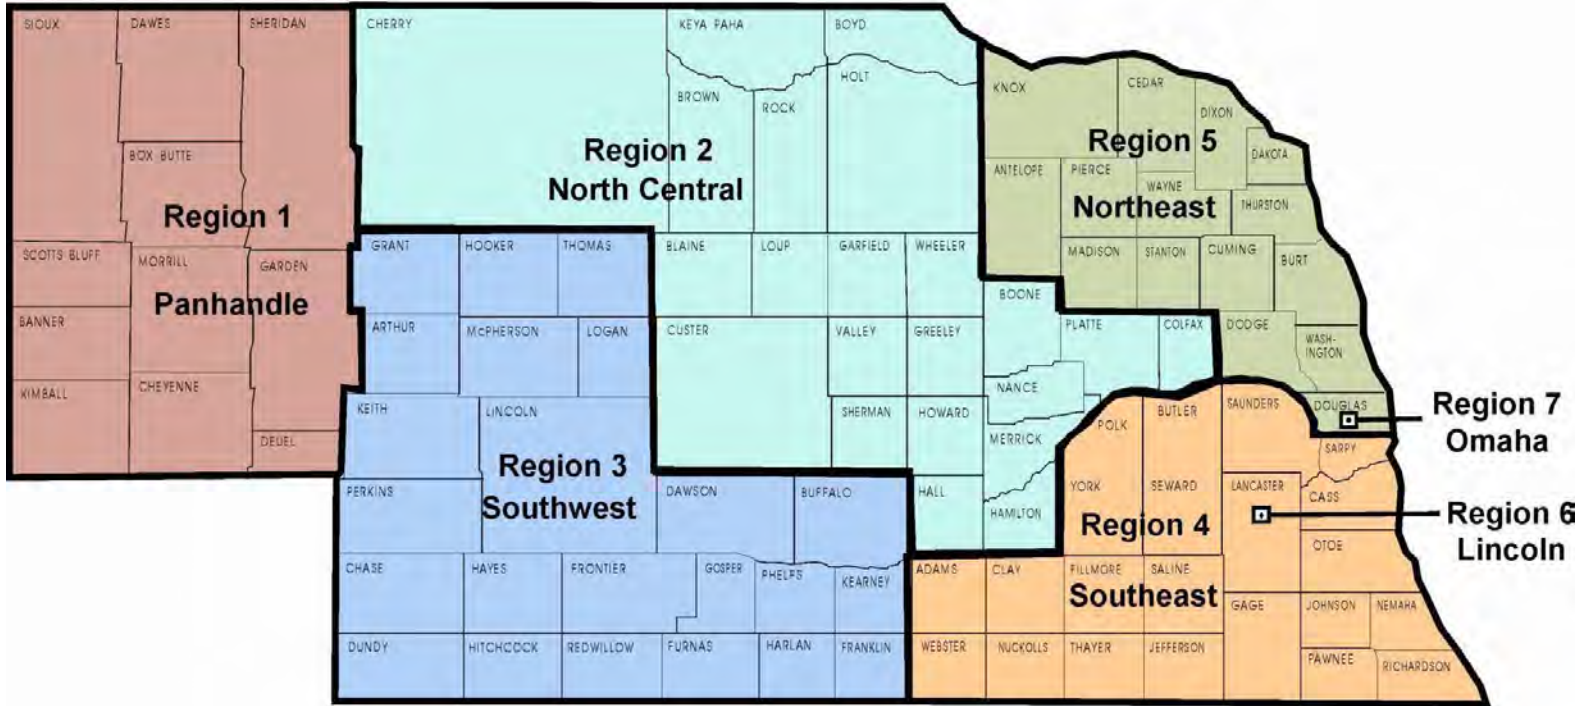 SIOUX
DAWES
SHERIDAN
CHERRY
KEYA PAHA
BOYD
HOLT
KNOX
CEDAR
DIXON
DAKOTA
BROWN
ROCK
Region 2
North Central
Region 5
Northeast
BOX BUTTE
ANTELOPE
PIERCE
WAYNE
THURSTON
Region 1
Panhandle
SCOTTS BLUFF
MORRILL
GARDEN
GRANT
HOOKER
THOMAS
BLAINE
LOUP
GARFIELD
WHEELER
MADISON
STANTON
CUMING
BURT
BOONE
BANNER
ARTHUR
McPHERSON
LOGAN
CUSTER
VALLEY
GREELEY
PLATTE
COLFAX
DODGE
WASH-
INGTON
KIMBALL
CHEYENNE
NANCE
KEITH
LINCOLN
SHERMAN
HOWARD
POLK
BUTLER
SAUNDERS
DOUGLAS
Region 7
Omaha
DEUEL
MERRICK
SARPY
Region 3
Southwest
PERKINS
DAWSON
BUFFALO
HALL
HAMILTON
YORK
SEWARD
LANCASTER
CASS
Region 6
Lincoln
Region 4
Southeast
OTOE
CHASE
HAYES
FRONTIER
GOSPER
PHELPS
KEARNEY
ADAMS
CLAY
FILLMORE
SALINE
GAGE
JOHNSON
NEMAHA
DUNDY
HITCHCOCK
REDWILLOW
FURNAS
HARLAN
FRANKLIN
WEBSTER
NUCKOLLS
THAYER
JEFFERSON
PAWNEE
RICHARDSON